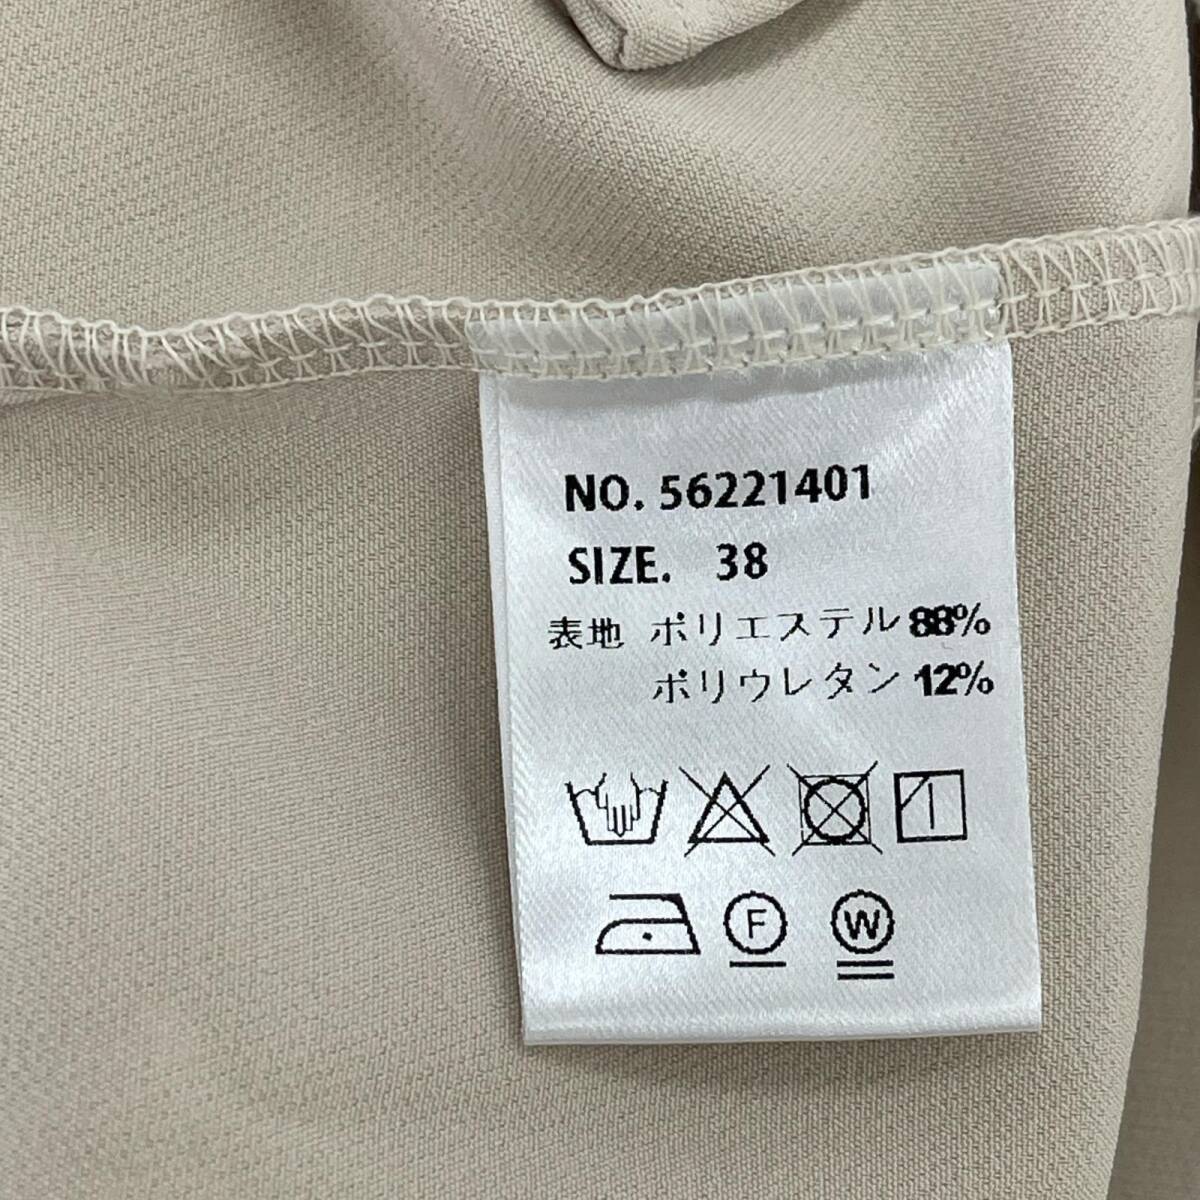 NO. 56221401
SIZE. 38
表地 ポリエステル 88%
ポリウレタン 12%
F W